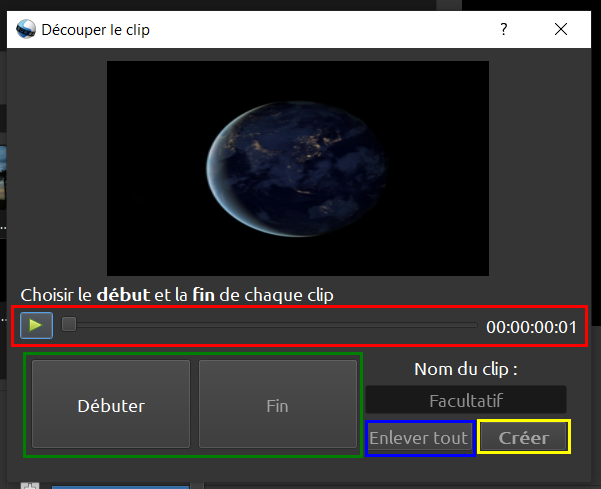 Découper le clip
?
Choisir le début et la fin de chaque clip
00:00:00:01
Débuter
Fin
Nom du clip :
Facultatif
Enlever tout
Créer